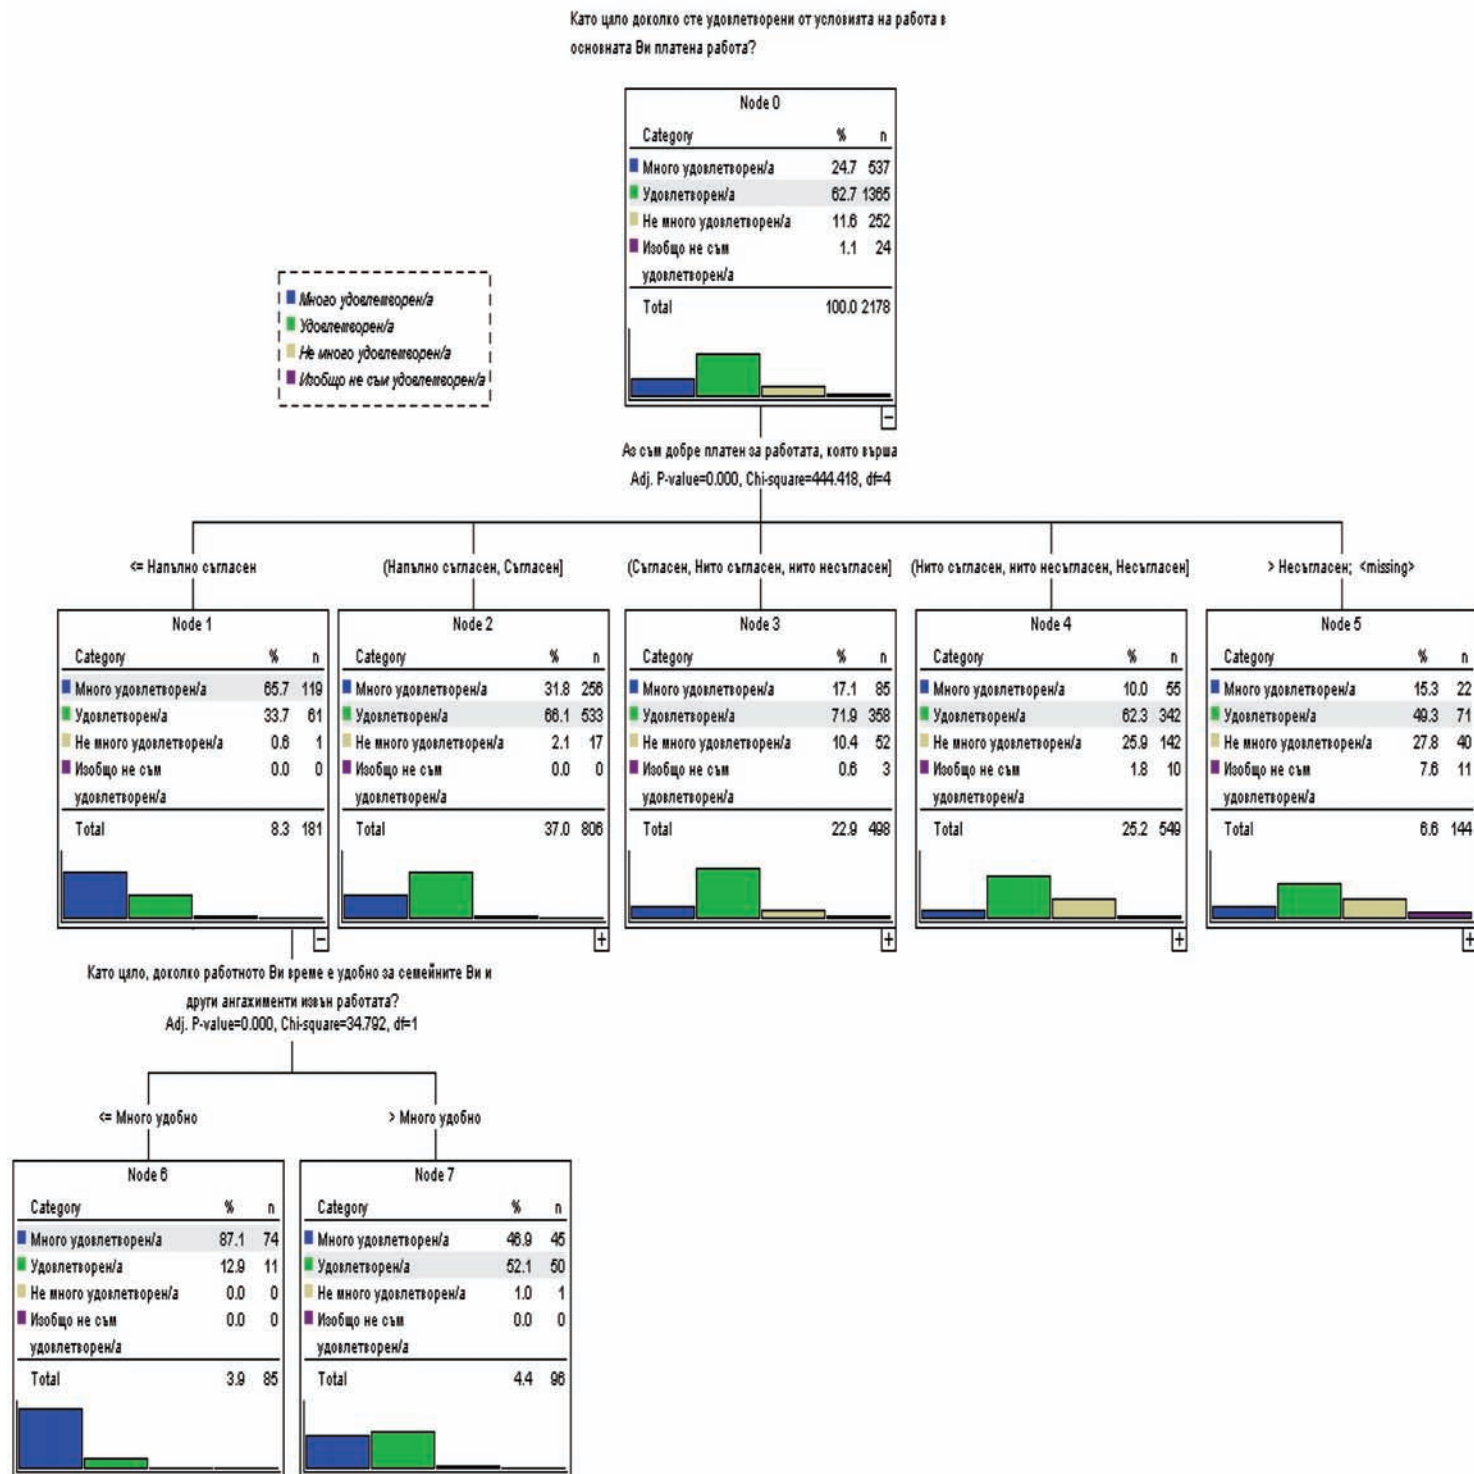 Като цяло доколко сте удовлетворени от условията на работа в
основната Ви платена работа?
Node 0
Category % n
Много удовлетворен/а 24.7 537
Удовлетворен/а 62.7 1365
Не много удовлетворен/а 11.6 252
Изобщо не съм 1.1 24
удовлетворен/а
Total 100.0 2178
Много удовлетворен/а
Удовлетворен/а
Не много удовлетворен/а
Изобщо не съм удовлетворен/а
Аз съм добре платен за работата, която върша
Adj. P-value=0.000, Chi-square=444.418, df=4
<= Напълно съгласен
Node 1
Category % n
Много удовлетворен/а 65.7 119
Удовлетворен/а 33.7 61
Не много удовлетворен/а 0.6 1
Изобщо не съм 0.0 0
удовлетворен/а
Total 8.3 181
(Напълно съгласен, Съгласен]
Node 2
Category % n
Много удовлетворен/а 31.8 256
Удовлетворен/а 66.1 533
Не много удовлетворен/а 2.1 17
Изобщо не съм 0.0 0
удовлетворен/а
Total 37.0 806
(Съгласен, Нито съгласен, нито несъгласен]
Node 3
Category % n
Много удовлетворен/а 17.1 85
Удовлетворен/а 71.9 358
Не много удовлетворен/а 10.4 52
Изобщо не съм 0.6 3
удовлетворен/а
Total 22.9 498
(Нито съгласен, нито несъгласен, Несъгласен]
Node 4
Category % n
Много удовлетворен/а 10.0 55
Удовлетворен/а 62.3 342
Не много удовлетворен/а 25.9 142
Изобщо не съм 1.8 10
удовлетворен/а
Total 25.2 549
> Несъгласен; <missing>
Node 5
Category % n
Много удовлетворен/а 15.3 22
Удовлетворен/а 49.3 71
Не много удовлетворен/а 27.8 40
Изобщо не съм 7.6 11
удовлетворен/а
Total 6.6 144
Като цяло, доколко работното Ви време е удобно за семейните Ви и
други ангажименти извън работата?
Adj. P-value=0.000, Chi-square=34.792, df=1
<= Много удобно
Node 6
Category % n
Много удовлетворен/а 87.1 74
Удовлетворен/а 12.9 11
Не много удовлетворен/а 0.0 0
Изобщо не съм 0.0 0
удовлетворен/а
Total 3.9 85
> Много удобно
Node 7
Category % n
Много удовлетворен/а 46.9 45
Удовлетворен/а 52.1 50
Не много удовлетворен/а 1.0 1
Изобщо не съм 0.0 0
удовлетворен/а
Total 4.4 96